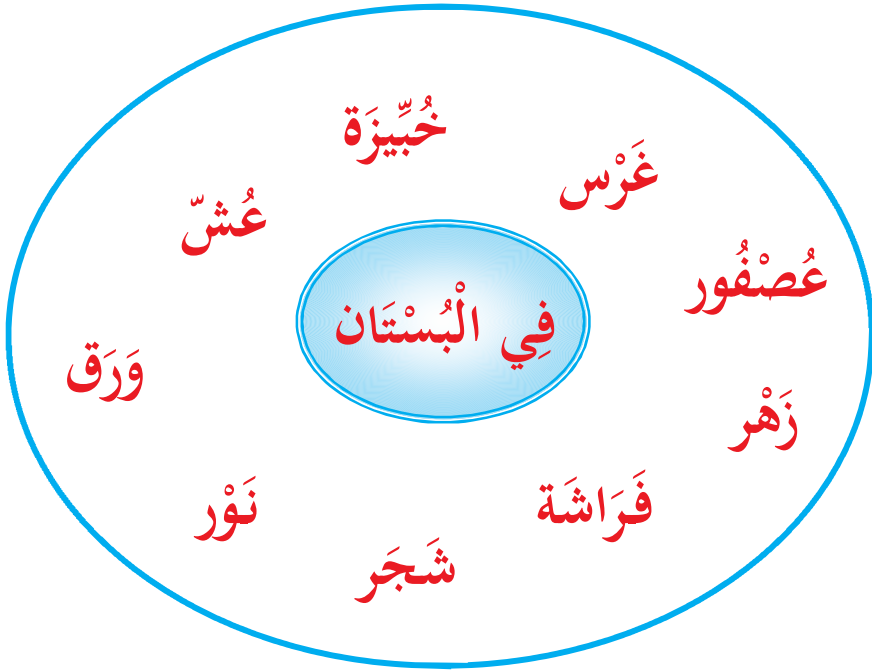 خُبِّيزَة
غَرْس
عُشّ
عُصْفُور
فِي الْبُسْتَان
وَرَق
زَهْر
فَرَاشَة
نَوْر
شَجَر